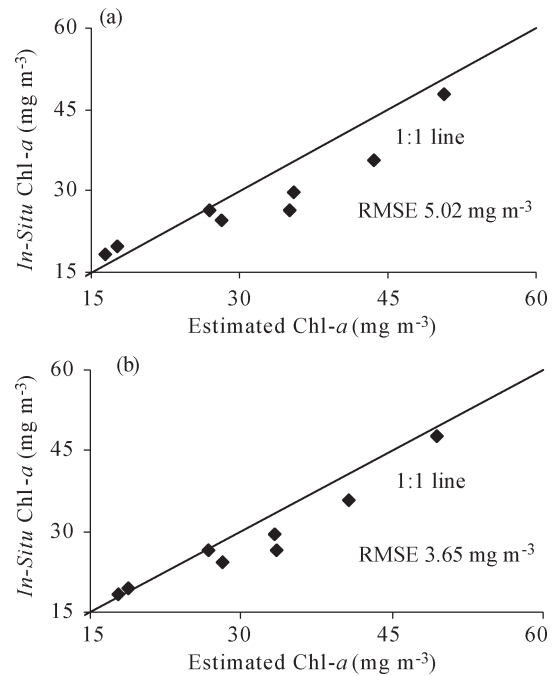 (a)
60
45
30
15
In-Situ Chl-a (mg m-3)
1:1 line
RMSE 5.02 mg m-3
15 30 45 60
Estimated Chl-a (mg m-3)
(b)
60
45
30
15
In-Situ Chl-a (mg m-3)
1:1 line
RMSE 3.65 mg m-3
15 30 45 60
Estimated Chl-a (mg m-3)